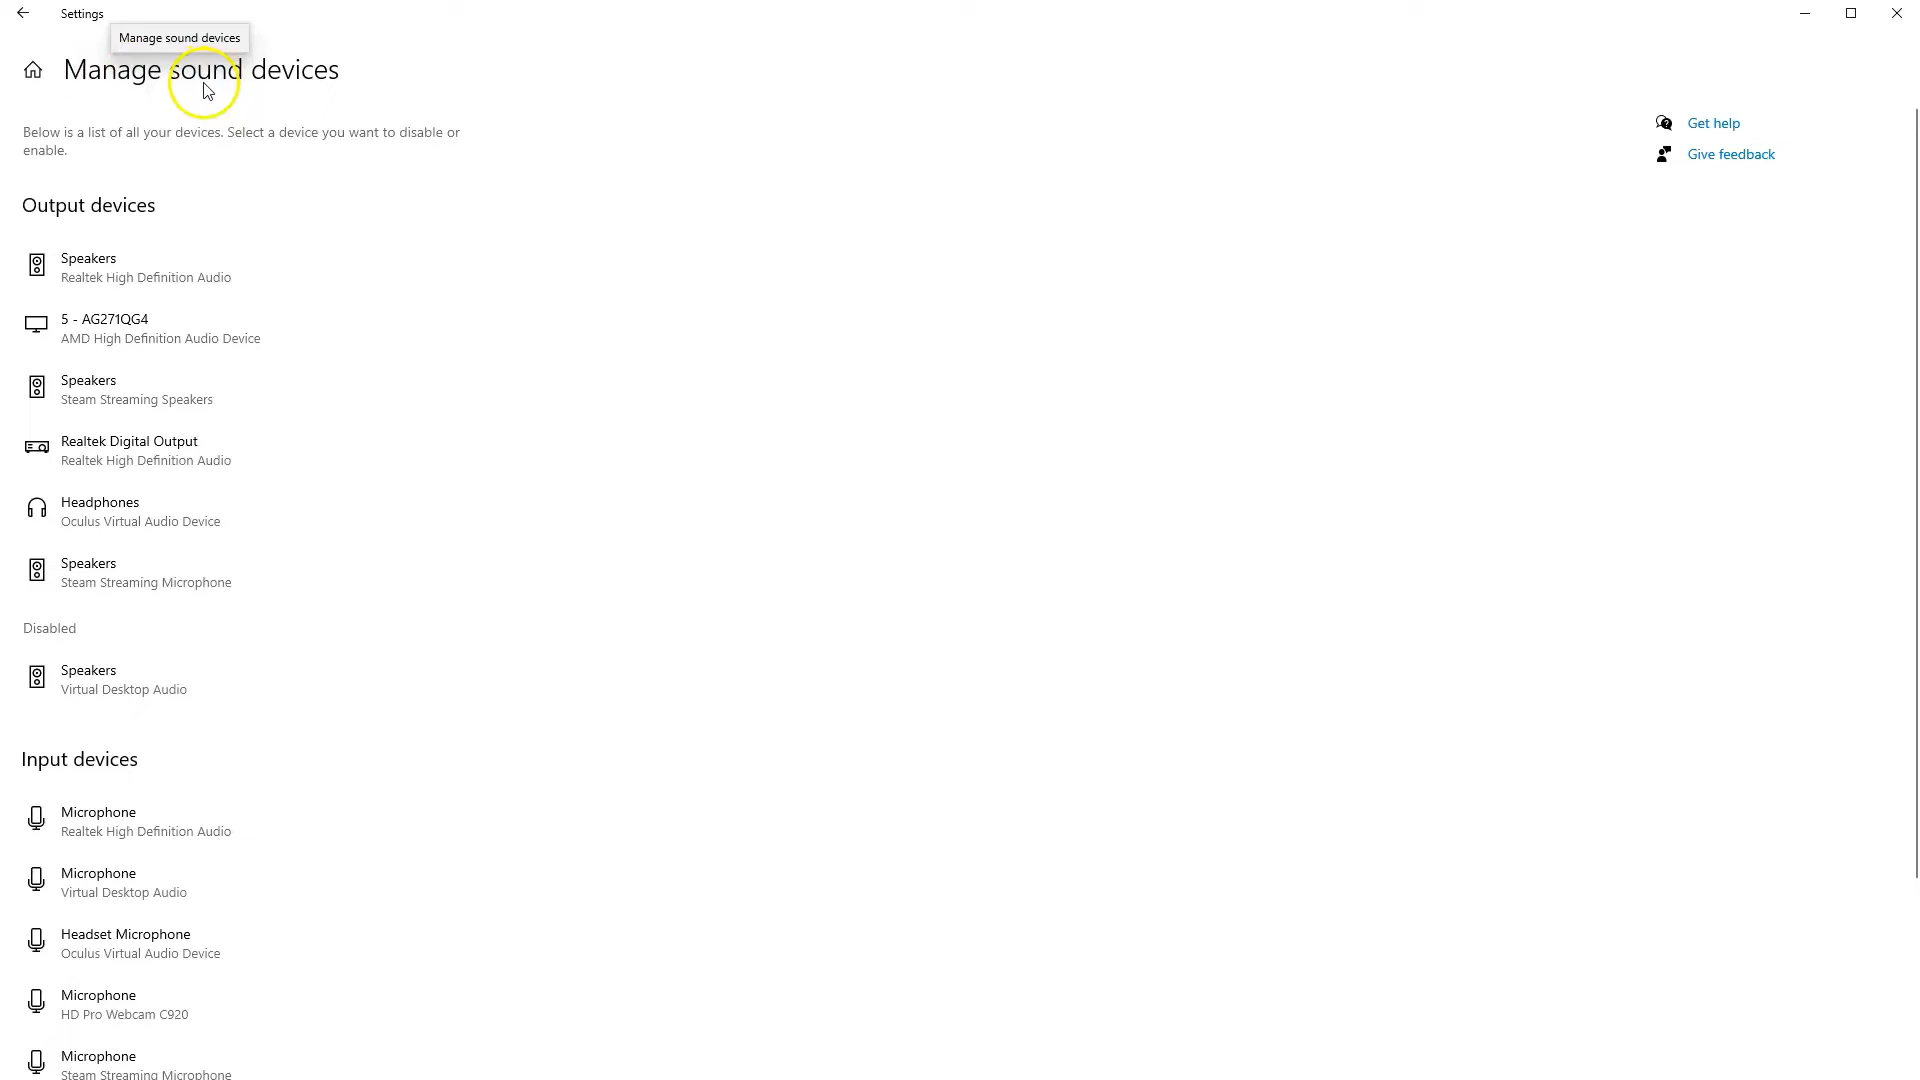 Settings
Manage sound devices
Manage sound devices
Below is a list of all your devices. Select a device you want to disable or
enable.
Get help
Give feedback
Output devices
Speakers
Realtek High Definition Audio
5 - AG271QG4
AMD High Definition Audio Device
Speakers
Steam Streaming Speakers
Realtek Digital Output
Realtek High Definition Audio
Headphones
Oculus Virtual Audio Device
Speakers
Steam Streaming Microphone
Disabled
Speakers
Virtual Desktop Audio
Input devices
Microphone
Realtek High Definition Audio
Microphone
Virtual Desktop Audio
Headset Microphone
Oculus Virtual Audio Device
Microphone
HD Pro Webcam C920
Microphone
Steam Streaming Microphone